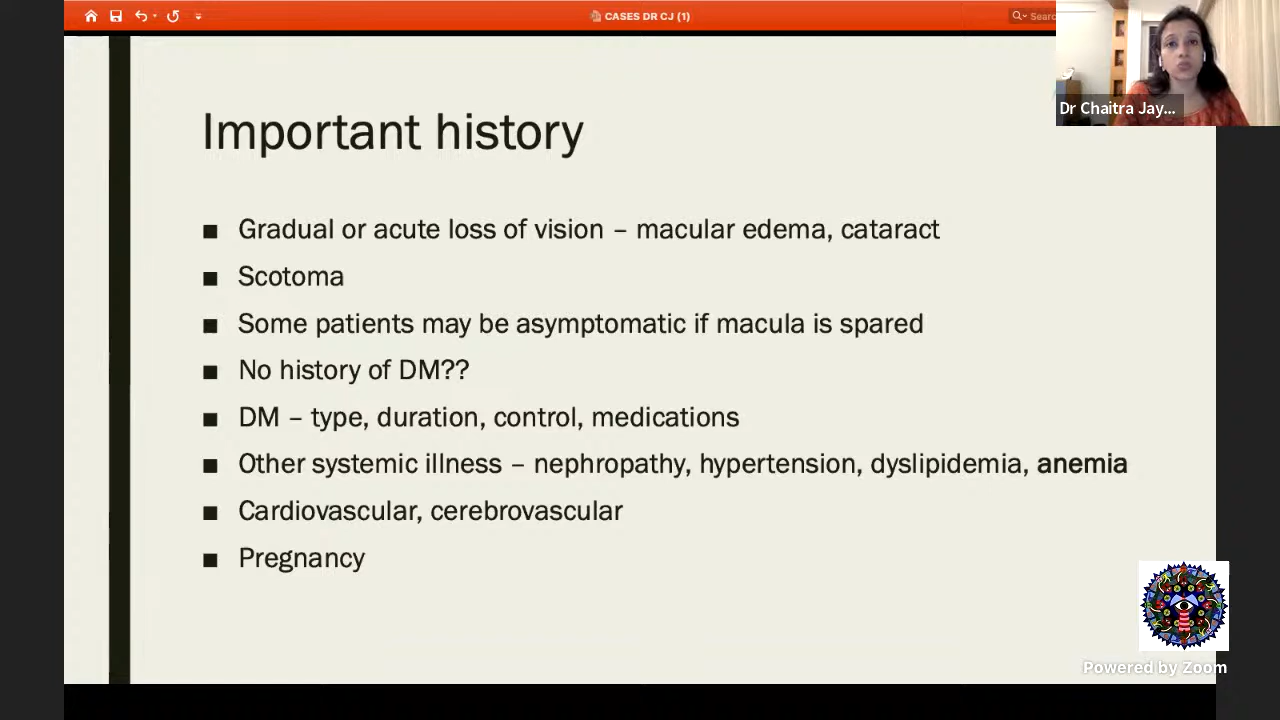 CASES DR CJ (1)
Searc
Dr Chaitra Jay...
Important history
■ Gradual or acute loss of vision – macular edema, cataract
■ Scotoma
■ Some patients may be asymptomatic if macula is spared
■ No history of DM??
■ DM – type, duration, control, medications
■ Other systemic illness – nephropathy, hypertension, dyslipidemia, anemia
■ Cardiovascular, cerebrovascular
■ Pregnancy
Powered by Zoom